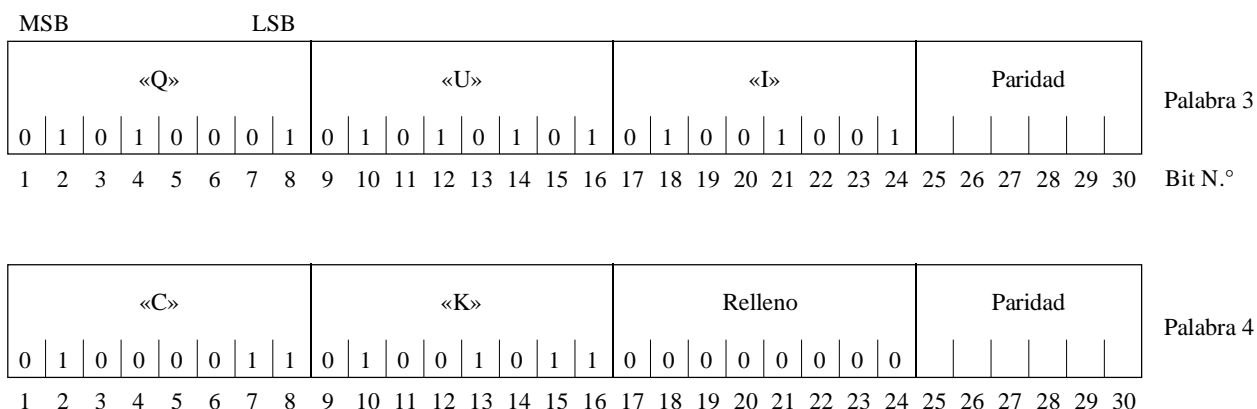 MSB LSB
«Q» «U» «I» Paridad
Palabra 3
0 1 0 1 0 0 0 1 0 1 0 1 0 1 0 1 0 1 0 0 1 0 0 1
1 2 3 4 5 6 7 8 9 10 11 12 13 14 15 16 17 18 19 20 21 22 23 24 25 26 27 28 29 30 Bit N.°
«C» «K» Relleno Paridad
Palabra 4
0 1 0 0 0 0 1 1 0 1 0 0 1 0 1 1 0 0 0 0 0 0 0 0
1 2 3 4 5 6 7 8 9 10 11 12 13 14 15 16 17 18 19 20 21 22 23 24 25 26 27 28 29 30